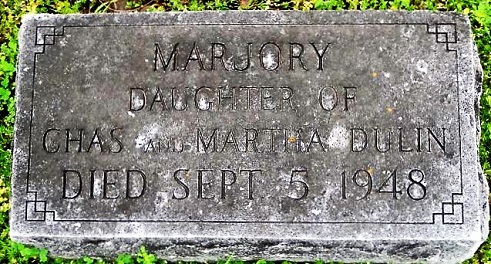 MARJORY
DAUGHTER OF
CHAS AND MARTHA DULIN
DIED SEPT 5 1948